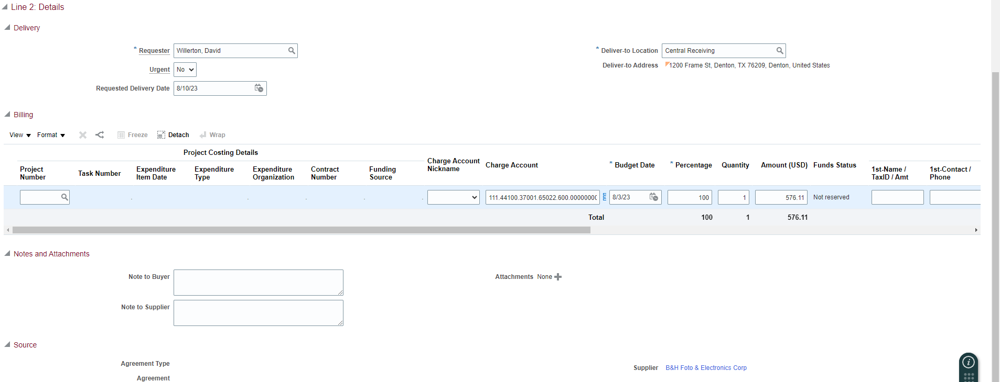 Line 2: Details
Delivery
* Requester Willerton, David
* Deliver-to Location Central Receiving
Urgent No
Deliver-to Address 1200 Frame St, Denton, TX 76209, Denton, United States
Requested Delivery Date 8/10/23
Billing
View Format Freeze Detach Wrap
Project Costing Details
Project Number
Task Number
Expenditure Item Date
Expenditure Type
Expenditure Organization
Contract Number
Funding Source
Charge Account Nickname
Charge Account
* Budget Date
* Percentage
Quantity
Amount (USD)
Funds Status
1st-Name / TaxID / Amt
1st-Contact / Phone
111.44100.37001.65022.600.0000000 8/3/23 100 1 576.11 Not reserved
Total 100 1 576.11
Notes and Attachments
Note to Buyer
Attachments None
Note to Supplier
Source
Agreement Type
Supplier B&H Foto & Electronics Corp
Agreement